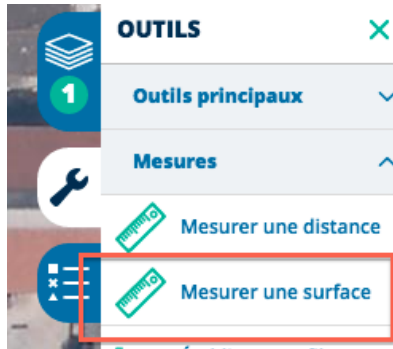 OUTILS
1
Outils principaux
Mesures
Mesurer une distance
Mesurer une surface